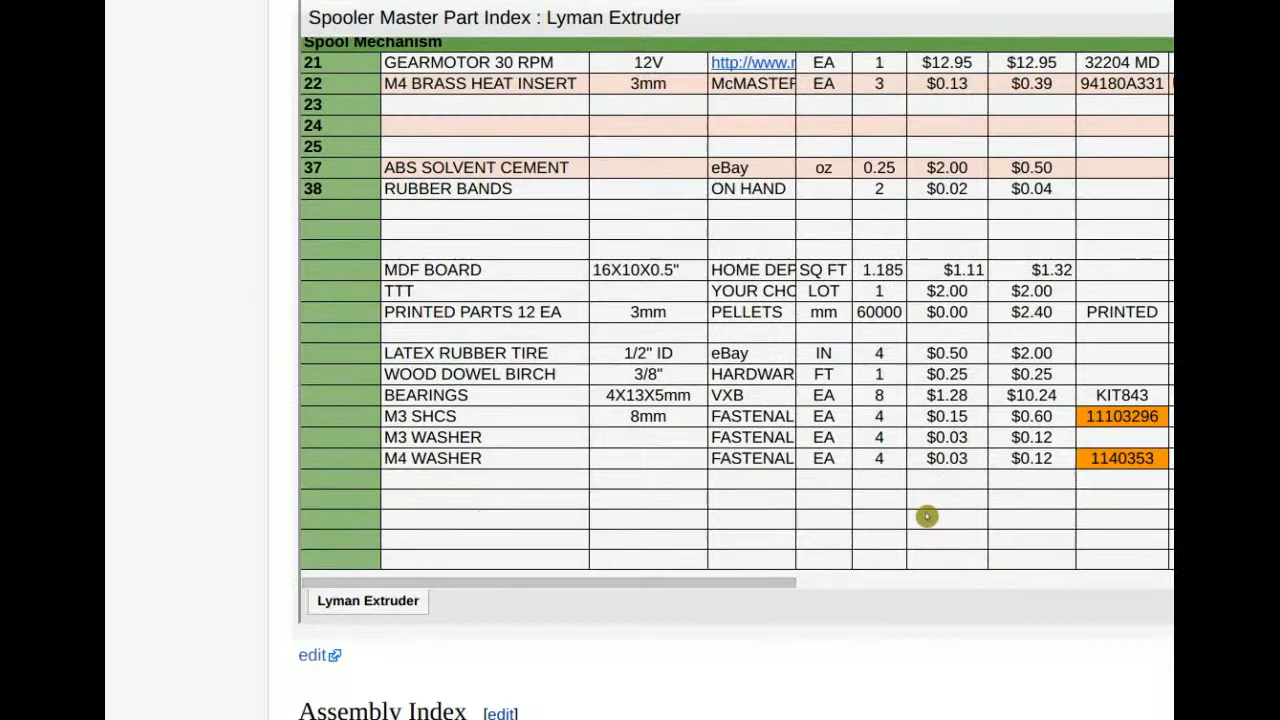 Spooler Master Part Index : Lyman Extruder
Spool Mechanism
21 GEARMOTOR 30 RPM 12V http://www.r EA 1 $12.95 $12.95 32204 MD
22 M4 BRASS HEAT INSERT 3mm McMASTER EA 3 $0.13 $0.39 94180A331
23
24
25
37 ABS SOLVENT CEMENT eBay oz 0.25 $2.00 $0.50
38 RUBBER BANDS ON HAND 2 $0.02 $0.04
MDF BOARD 16X10X0.5" HOME DEP SQ FT 1.185 $1.11 $1.32
TTT YOUR CHO LOT 1 $2.00 $2.00
PRINTED PARTS 12 EA 3mm PELLETS mm 60000 $0.00 $2.40 PRINTED
LATEX RUBBER TIRE 1/2" ID eBay IN 4 $0.50 $2.00
WOOD DOWEL BIRCH 3/8" HARDWAR FT 1 $0.25 $0.25
BEARINGS 4X13X5mm VXB EA 8 $1.28 $10.24 KIT843
M3 SHCS 8mm FASTENAL EA 4 $0.15 $0.60 11103296
M3 WASHER FASTENAL EA 4 $0.03 $0.12
M4 WASHER FASTENAL EA 4 $0.03 $0.12 1140353
Lyman Extruder
edit
Assembly Index [edit]